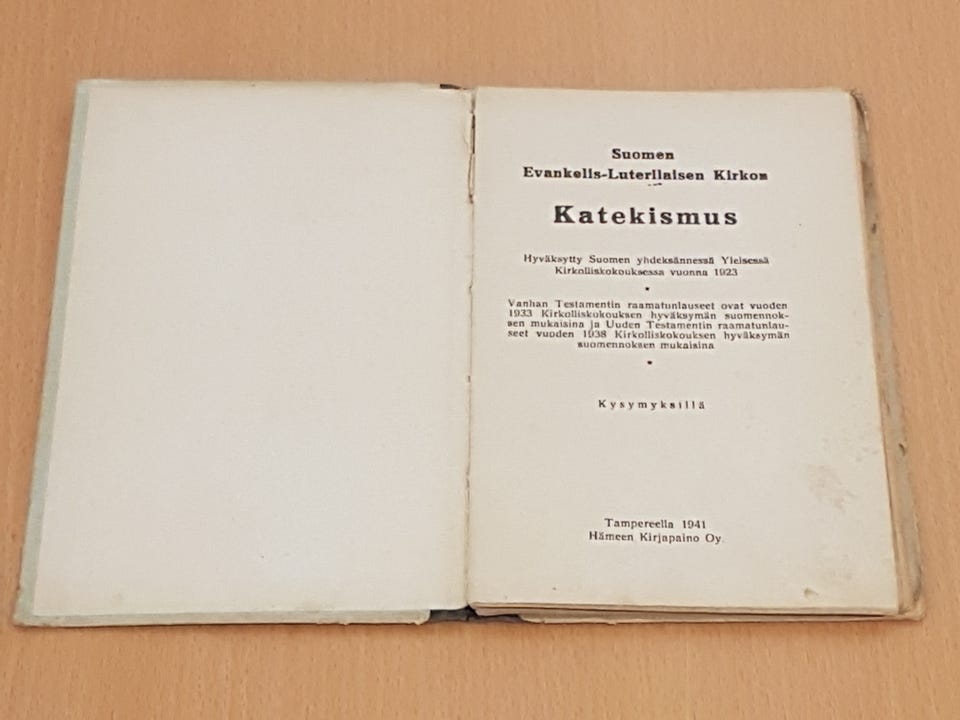 Suomen
Evankelis-Luterilaisen Kirkon
Katekismus
Hyväksytty Suomen yhdeksännessä Yleisessä
Kirkolliskokouksessa vuonna 1923
Vanhan Testamentin raamatunlauseet ovat vuoden
1933 Kirkolliskokouksen hyväksymän suomennok-
sen mukaisina ja Uuden Testamentin raamatunlau-
seet vuoden 1938 Kirkolliskokouksen hyväksymän
suomennoksen mukaisina
Kysymyksillä
Tampereella 1941
Hämeen Kirjapaino Oy.